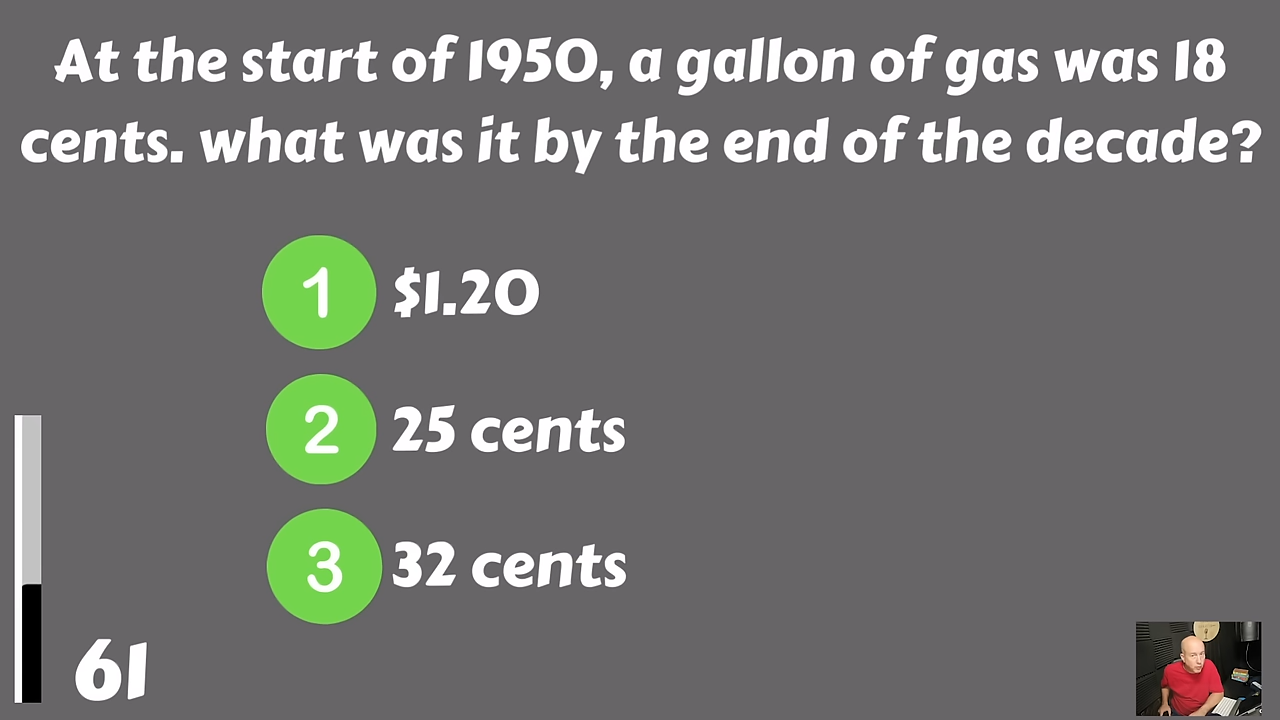 At the start of 1950, a gallon of gas was 18
cents. what was it by the end of the decade?
1 $1.20
2 25 cents
3 32 cents
61